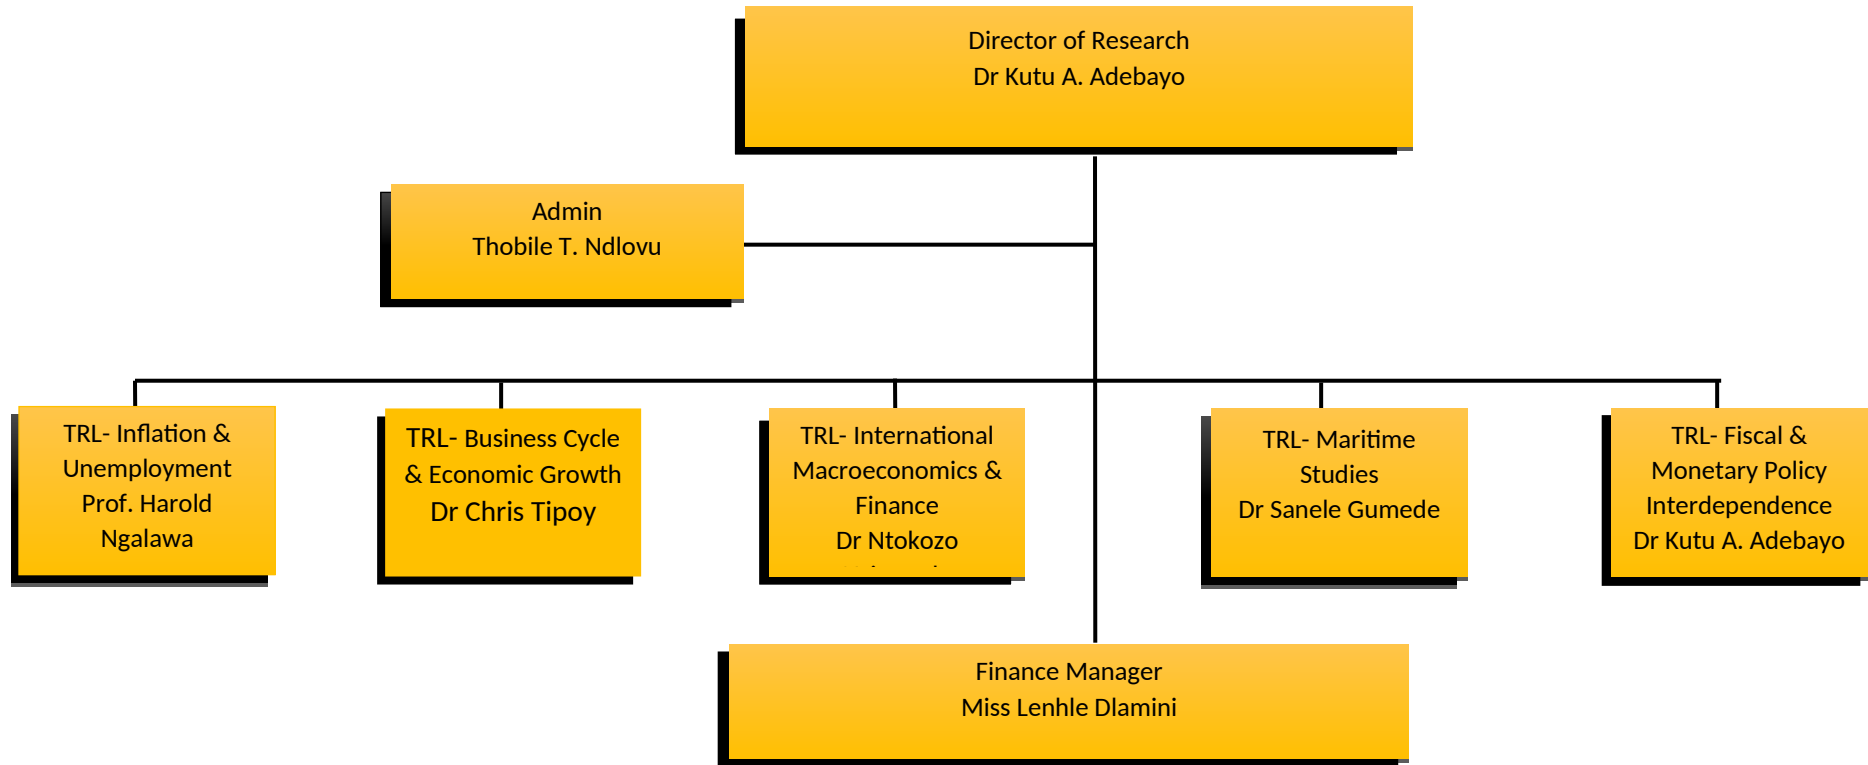 Director of Research
Dr Kutu A. Adebayo
Admin
Thobile T. Ndlovu
TRL- Inflation &
Unemployment
Prof. Harold
Ngalawa
TRL- Business Cycle
& Economic Growth
Dr Chris Tipoy
TRL- International
Macroeconomics &
Finance
Dr Ntokozo
TRL- Maritime
Studies
Dr Sanele Gumede
TRL- Fiscal &
Monetary Policy
Interdependence
Dr Kutu A. Adebayo
Finance Manager
Miss Lenhle Dlamini